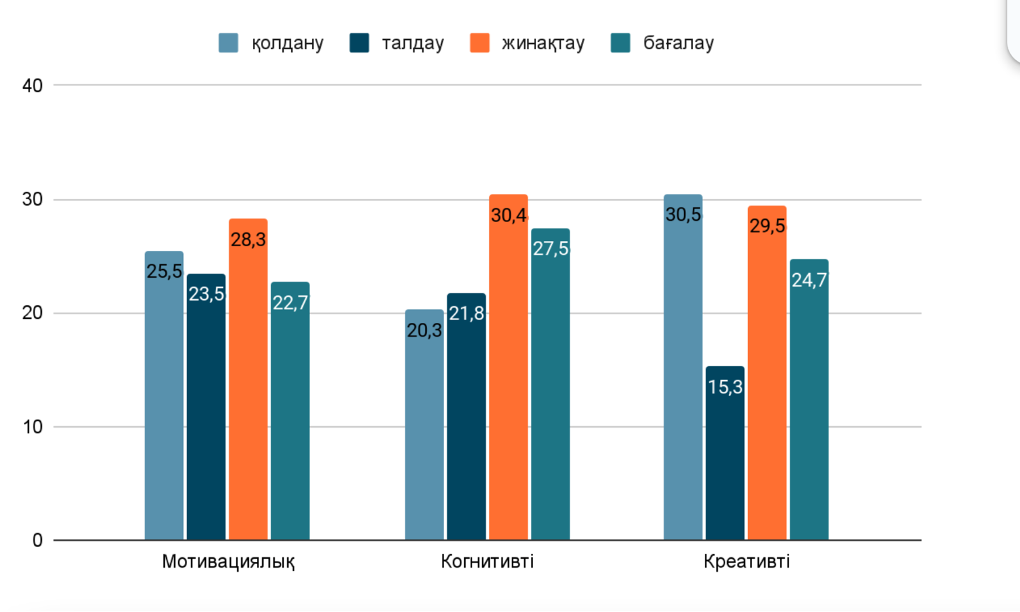 қолдану талдау жинақтау бағалау
40
30
20
10
0
25,5 23,5 28,3 22,7
20,3 21,8 30,4 27,5
30,5 15,3 29,5 24,7
Мотивациялық Когнитивті Креативті